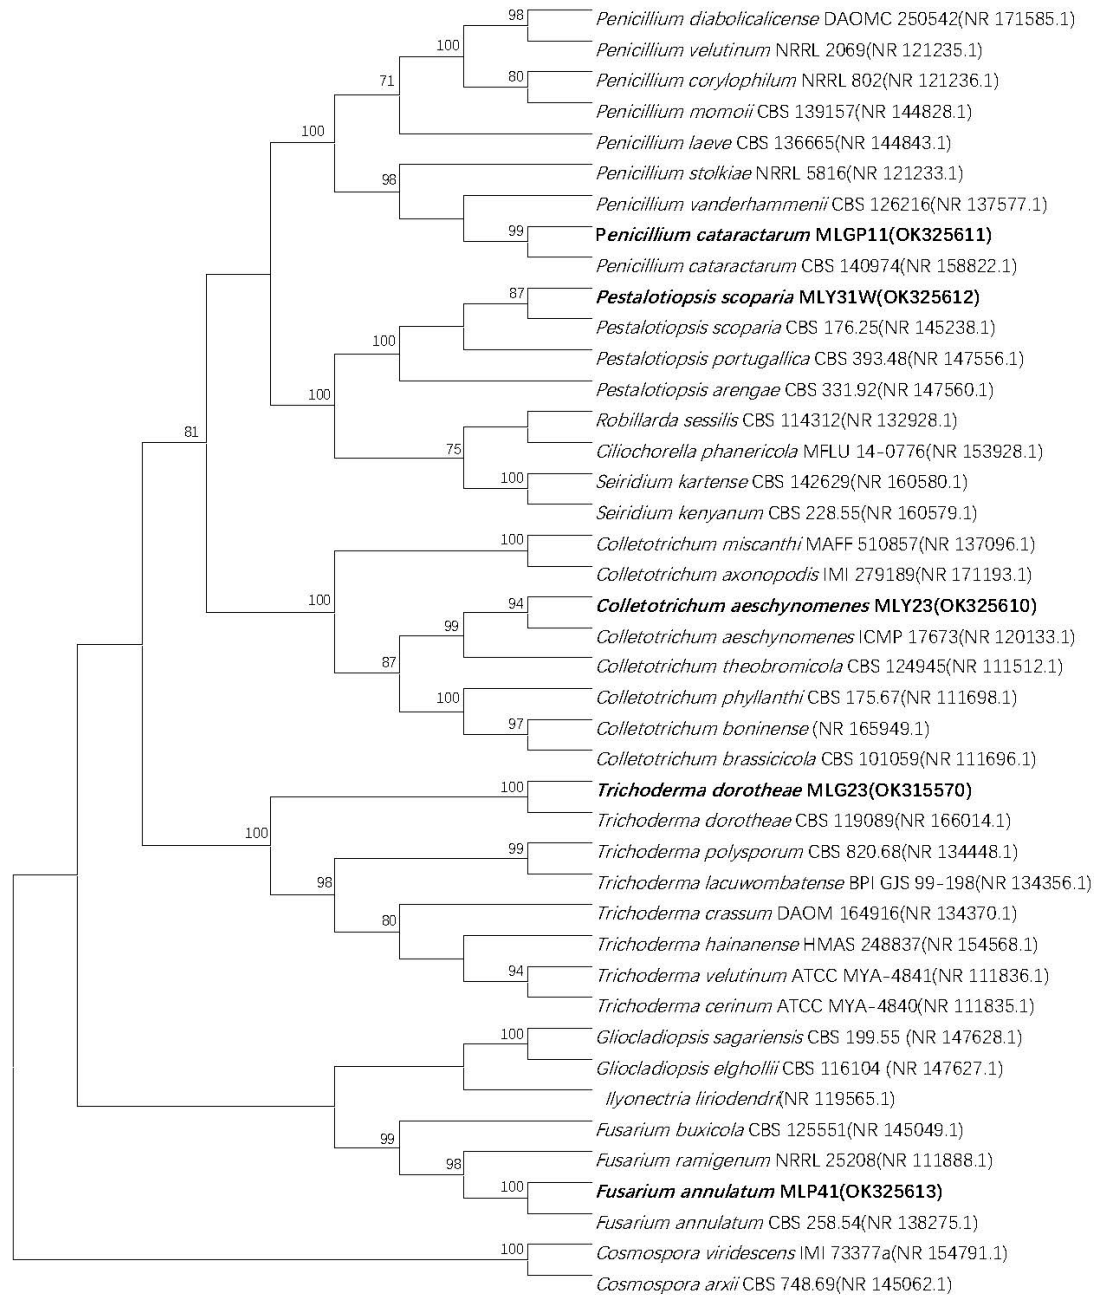 98 Penicillium diabolicalicense DAOMC 250542(NR 171585.1)
100 Penicillium velutinum NRRL 2069(NR 121235.1)
80 Penicillium corylophilum NRRL 802(NR 121236.1)
71 Penicillium momoii CBS 139157(NR 144828.1)
100 Penicillium laeve CBS 136665(NR 144843.1)
98 Penicillium stolkiae NRRL 5816(NR 121233.1)
Penicillium vanderhammenii CBS 126216(NR 137577.1)
99 Penicillium cataractarum MLGP11(OK325611)
Penicillium cataractarum CBS 140974(NR 158822.1)
87 Pestalotiopsis scoparia MLY31W(OK325612)
Pestalotiopsis scoparia CBS 176.25(NR 145238.1)
100 Pestalotiopsis portugallica CBS 393.48(NR 147556.1)
100 Pestalotiopsis arengae CBS 331.92(NR 147560.1)
81 Robillarda sessilis CBS 114312(NR 132928.1)
75 Ciliochorella phanericola MFLU 14-0776(NR 153928.1)
100 Seiridium kartense CBS 142629(NR 160580.1)
Seiridium kenyanum CBS 228.55(NR 160579.1)
100 Colletotrichum miscanthi MAFF 510857(NR 137096.1)
Colletotrichum axonopodis IMI 279189(NR 171193.1)
100 94 Colletotrichum aeschynomenes MLY23(OK325610)
99 Colletotrichum aeschynomenes ICMP 17673(NR 120133.1)
87 Colletotrichum theobromicola CBS 124945(NR 111512.1)
100 Colletotrichum phyllanthi CBS 175.67(NR 111698.1)
97 Colletotrichum boninense (NR 165949.1)
Colletotrichum brassicicola CBS 101059(NR 111696.1)
100 Trichoderma dorotheae MLG23(OK315570)
100 Trichoderma dorotheae CBS 119089(NR 166014.1)
99 Trichoderma polysporum CBS 820.68(NR 134448.1)
98 Trichoderma lacuwombatense BPI GJS 99-198(NR 134356.1)
80 Trichoderma crassum DAOM 164916(NR 134370.1)
Trichoderma hainanense HMAS 248837(NR 154568.1)
94 Trichoderma velutinum ATCC MYA-4841(NR 111836.1)
Trichoderma cerinum ATCC MYA-4840(NR 111835.1)
100 Gliocladiopsis sagariensis CBS 199.55 (NR 147628.1)
Gliocladiopsis elghollii CBS 116104 (NR 147627.1)
Ilyonectria liriodendri(NR 119565.1)
99 Fusarium buxicola CBS 125551(NR 145049.1)
98 Fusarium ramigenum NRRL 25208(NR 111888.1)
100 Fusarium annulatum MLP41(OK325613)
Fusarium annulatum CBS 258.54(NR 138275.1)
100 Cosmospora viridescens IMI 73377a(NR 154791.1)
Cosmospora arxii CBS 748.69(NR 145062.1)